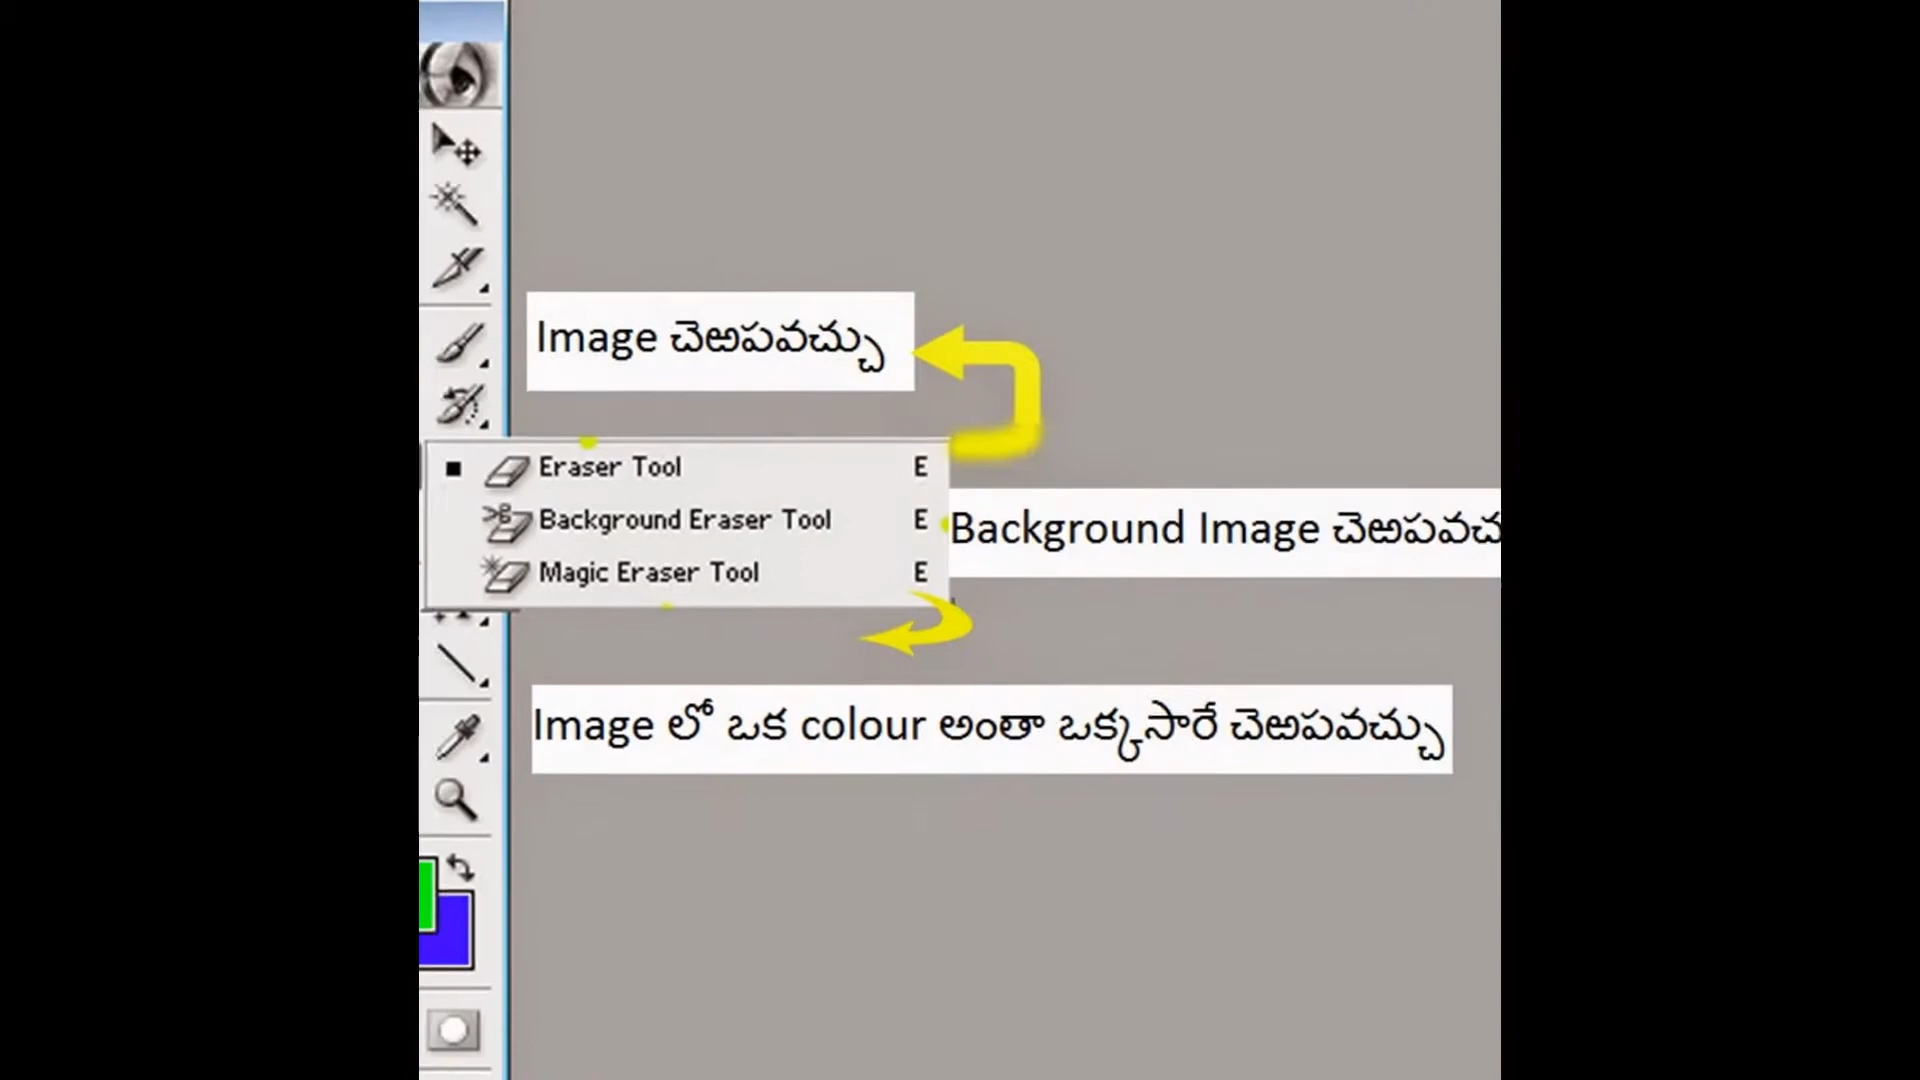 Image చెఱపవచ్చు
Eraser Tool E
Background Eraser Tool E
Background Image చెఱపవచ
Magic Eraser Tool E
Image లో ఒక colour అంతా ఒక్కసారే చెఱపవచ్చు